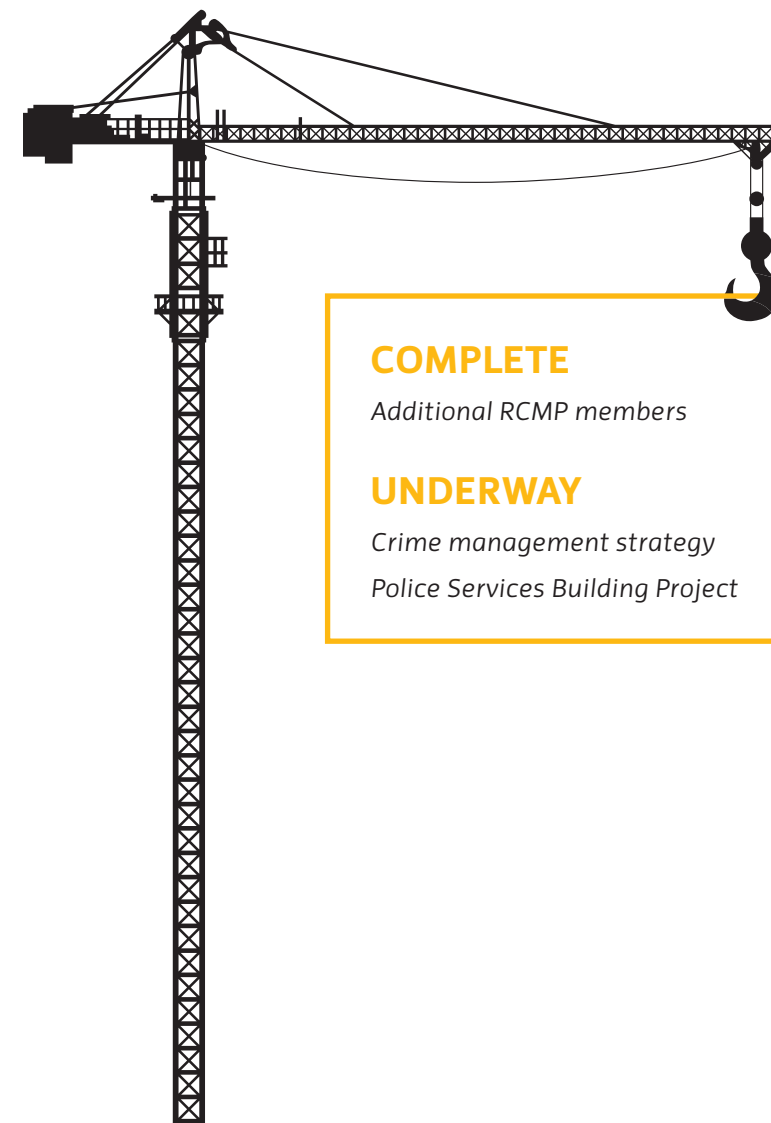 COMPLETE
Additional RCMP members
UNDERWAY
Crime management strategy
Police Services Building Project